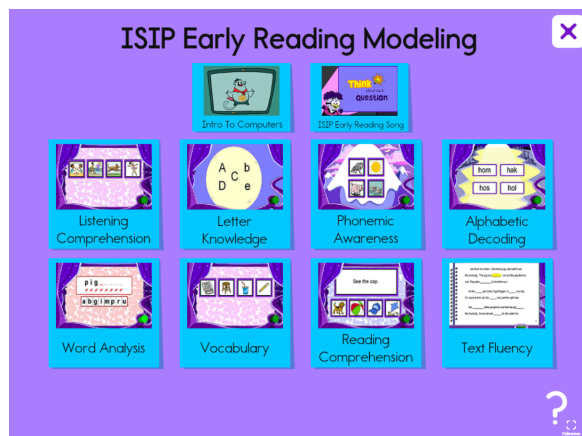 ISIP Early Reading Modeling
Think
question
Intro To Computers
ISIP Early Reading Song
Listening
Comprehension
A b
C
D e
Letter
Knowledge
Phonemic
Awareness
hom hak
hos hol
Alphabetic
Decoding
pig
a b g i m p r u
Word Analysis
Vocabulary
See the cap.
Reading
Comprehension
Text Fluency
?